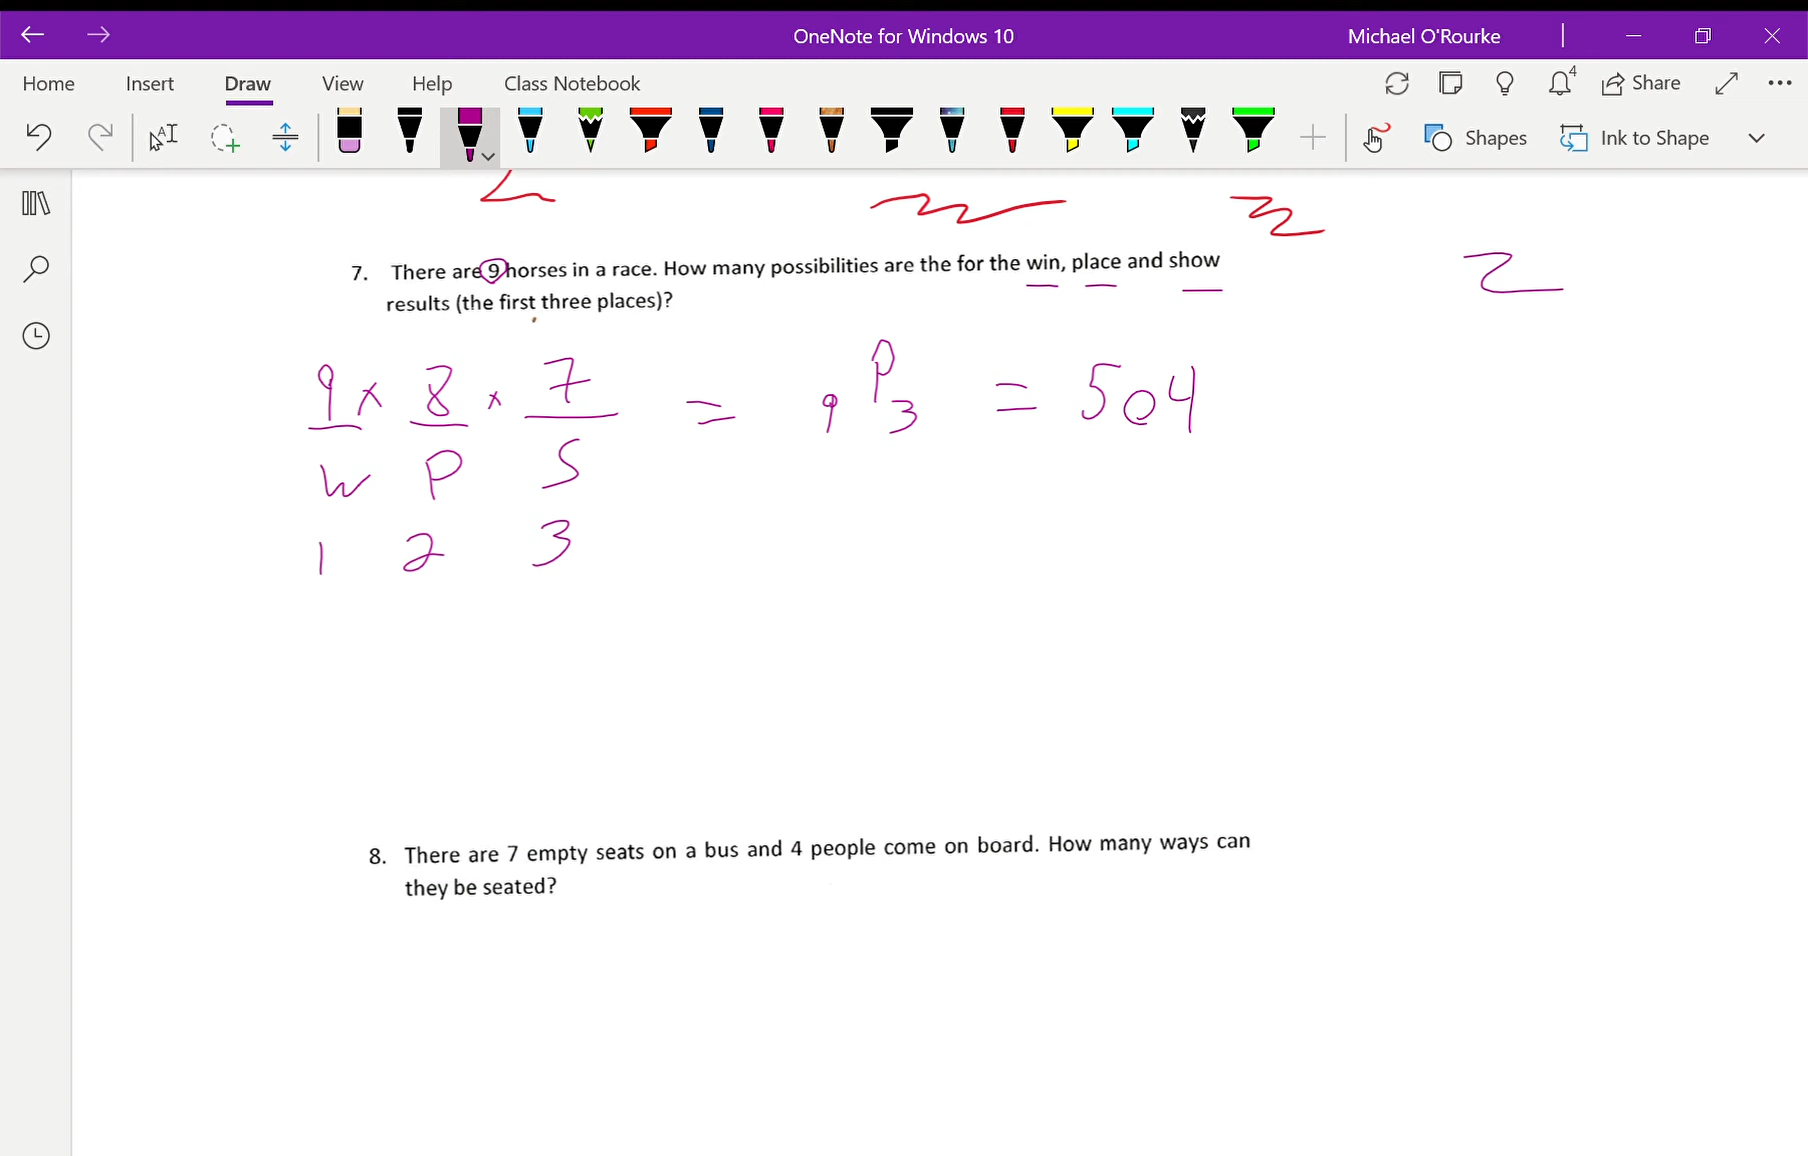 OneNote for Windows 10
Michael O'Rourke
Home Insert Draw View Help Class Notebook
4 Share
Shapes Ink to Shape
7. There are 9 horses in a race. How many possibilities are the for the win, place and show
results (the first three places)?
9 x 8 x 7 = 9P3 = 504
W P S
1 2 3
8. There are 7 empty seats on a bus and 4 people come on board. How many ways can
they be seated?